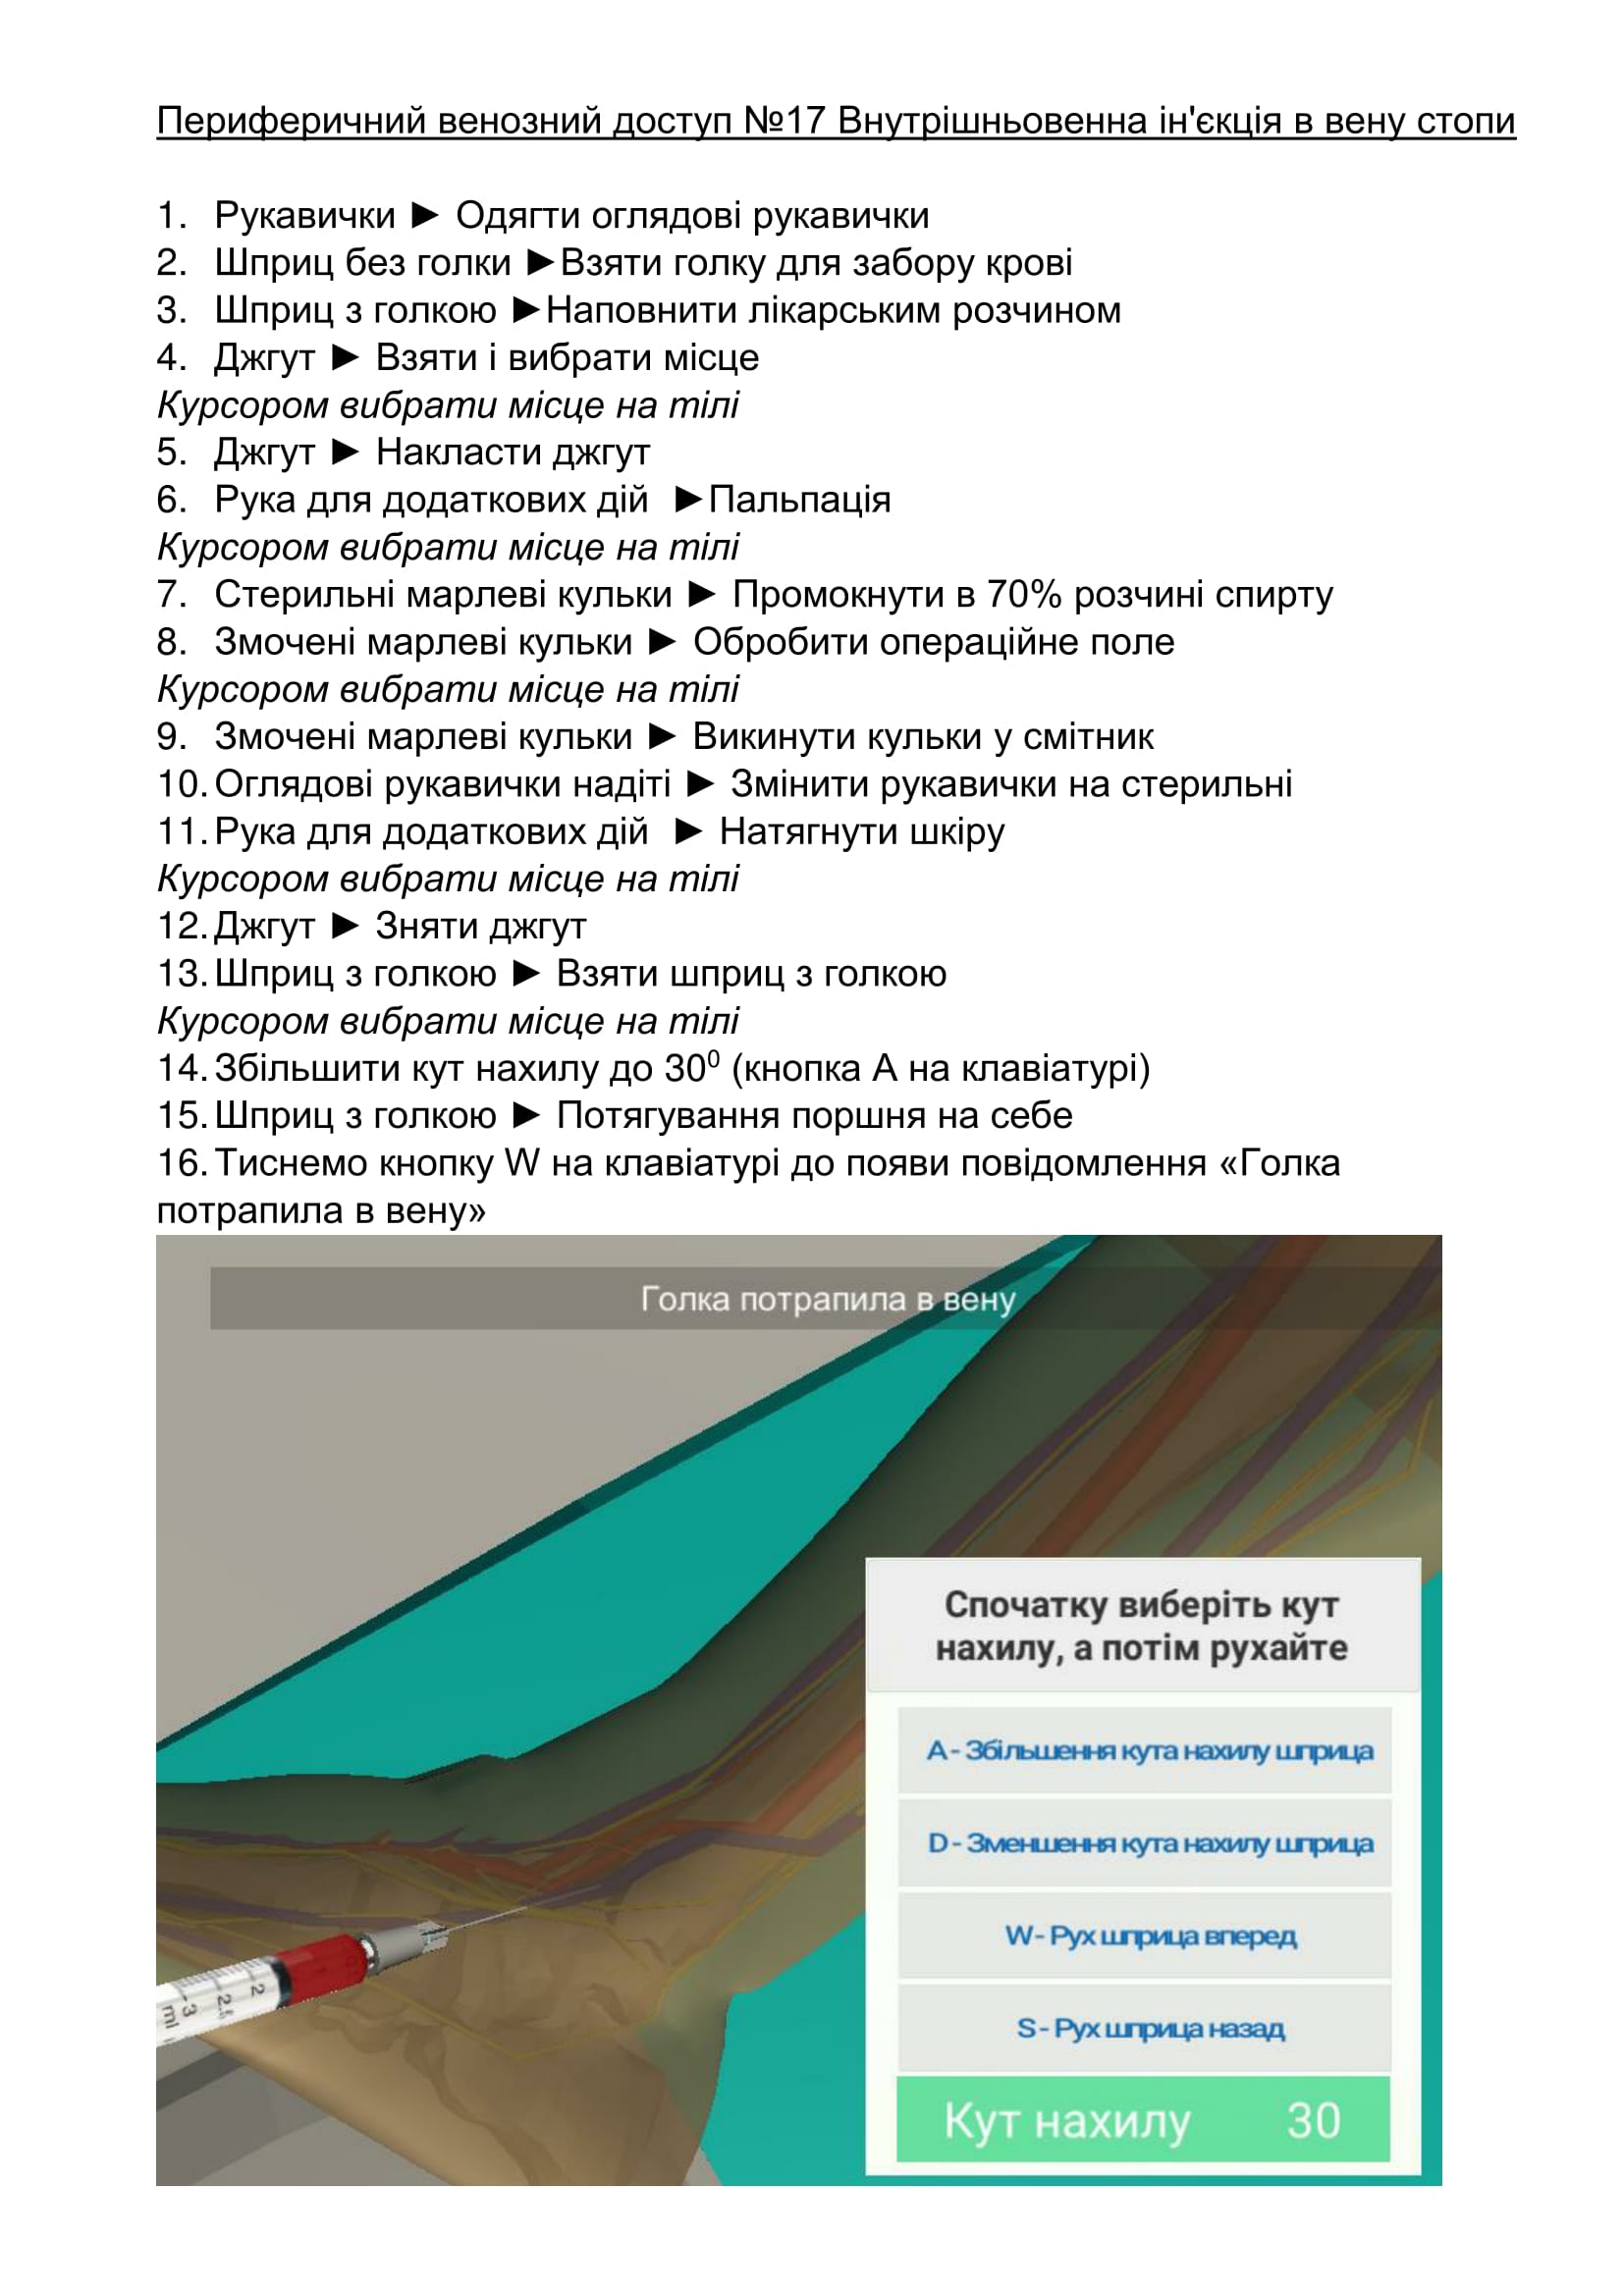 Периферичний венозний доступ №17 Внутрішньовенна ін'єкція в вену стопи
1. Рукавички ► Одягти оглядові рукавички
2. Шприц без голки ►Взяти голку для забору крові
3. Шприц з голкою ►Наповнити лікарським розчином
4. Джгут ► Взяти і вибрати місце
Курсором вибрати місце на тілі
5. Джгут ► Накласти джгут
6. Рука для додаткових дій ►Пальпація
Курсором вибрати місце на тілі
7. Стерильні марлеві кульки ► Промокнути в 70% розчині спирту
8. Змочені марлеві кульки ► Обробити операційне поле
Курсором вибрати місце на тілі
9. Змочені марлеві кульки ► Викинути кульки у смітник
10. Оглядові рукавички надіті ► Змінити рукавички на стерильні
11. Рука для додаткових дій ► Натягнути шкіру
Курсором вибрати місце на тілі
12. Джгут ► Зняти джгут
13. Шприц з голкою ► Взяти шприц з голкою
Курсором вибрати місце на тілі
14. Збільшити кут нахилу до 30⁰ (кнопка А на клавіатурі)
15. Шприц з голкою ► Потягування поршня на себе
16. Тиснемо кнопку W на клавіатурі до появи повідомлення «Голка
потрапила в вену»
Голка потрапила в вену
Спочатку виберіть кут
нахилу, а потім рухайте
A - Збільшення кута нахилу шприца
D - Зменшення кута нахилу шприца
W - Рух шприца вперед
S - Рух шприца назад
Кут нахилу 30
2
2.5
3
ml